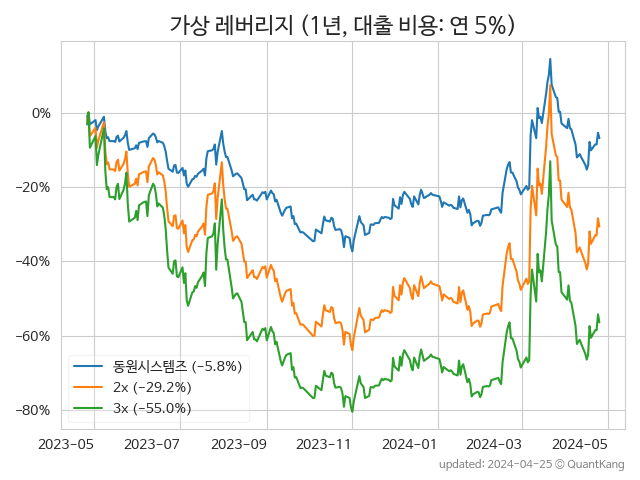 가상 레버리지 (1년, 대출 비용: 연 5%)
0%
−20%
−40%
−60%
−80%
동원시스템즈 (−5.8%)
2x (−29.2%)
3x (−55.0%)
2023-05 2023-07 2023-09 2023-11 2024-01 2024-03 2024-05
updated: 2024-04-25 © QuantKang